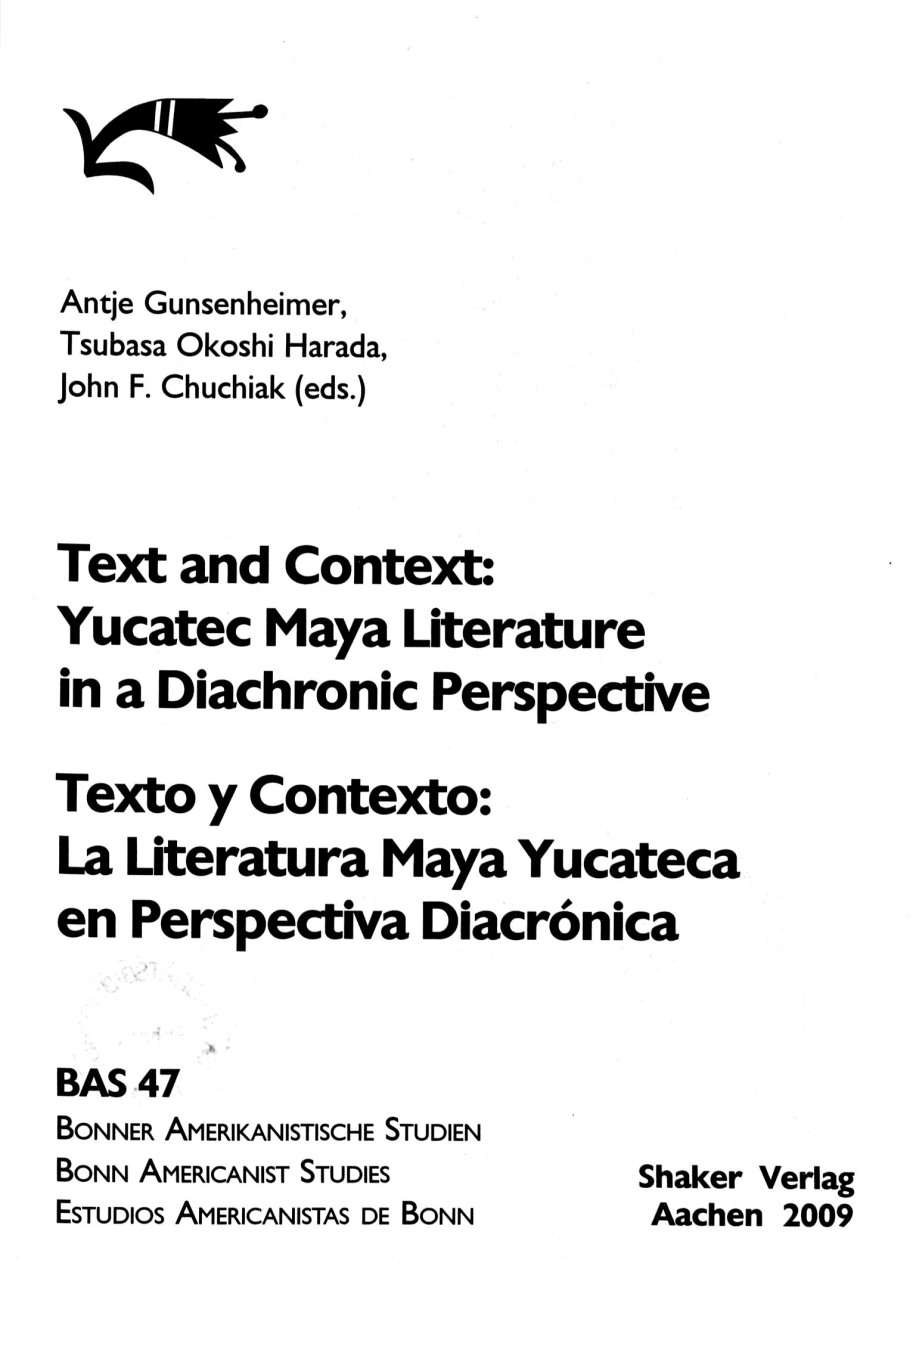 Antje Gunsenheimer,
Tsubasa Okoshi Harada,
John F. Chuchiak (eds.)
Text and Context:
Yucatec Maya Literature
in a Diachronic Perspective
Texto y Contexto:
La Literatura Maya Yucateca
en Perspectiva Diacrónica
BAS 47
Bonner Amerikanistische Studien
Bonn Americanist Studies
Estudios Americanistas de Bonn
Shaker Verlag
Aachen 2009